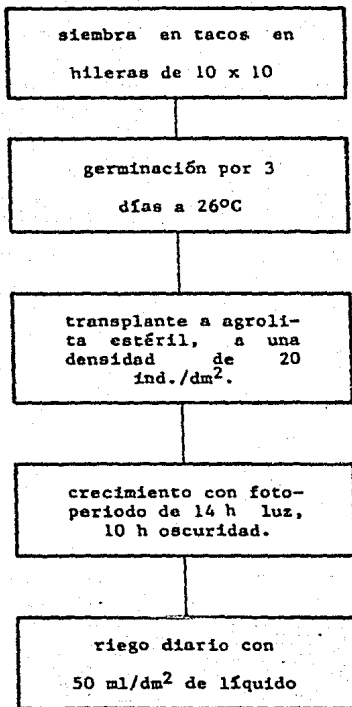 siembra en tacos en
hileras de 10 x 10
germinación por 3
días a 26ºC
transplante a agroli-
ta estéril, a una
densidad de 20
ind./dm².
crecimiento con foto-
periodo de 14 h luz,
10 h oscuridad.
riego diario con
50 ml/dm² de líquido